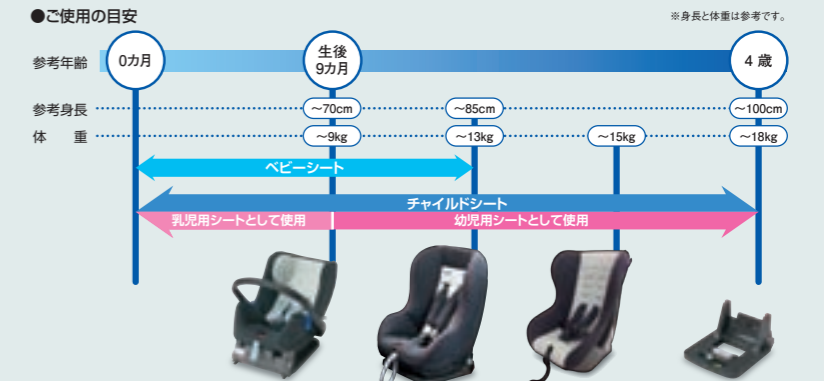 ●ご使用の目安
※身長と体重は参考です。
参考年齢 0カ月 生後9カ月 4歳
参考身長 〜70cm 〜85cm 〜100cm
体 重 〜9kg 〜13kg 〜15kg 〜18kg
ベビーシート
チャイルドシート
乳児用シートとして使用 幼児用シートとして使用